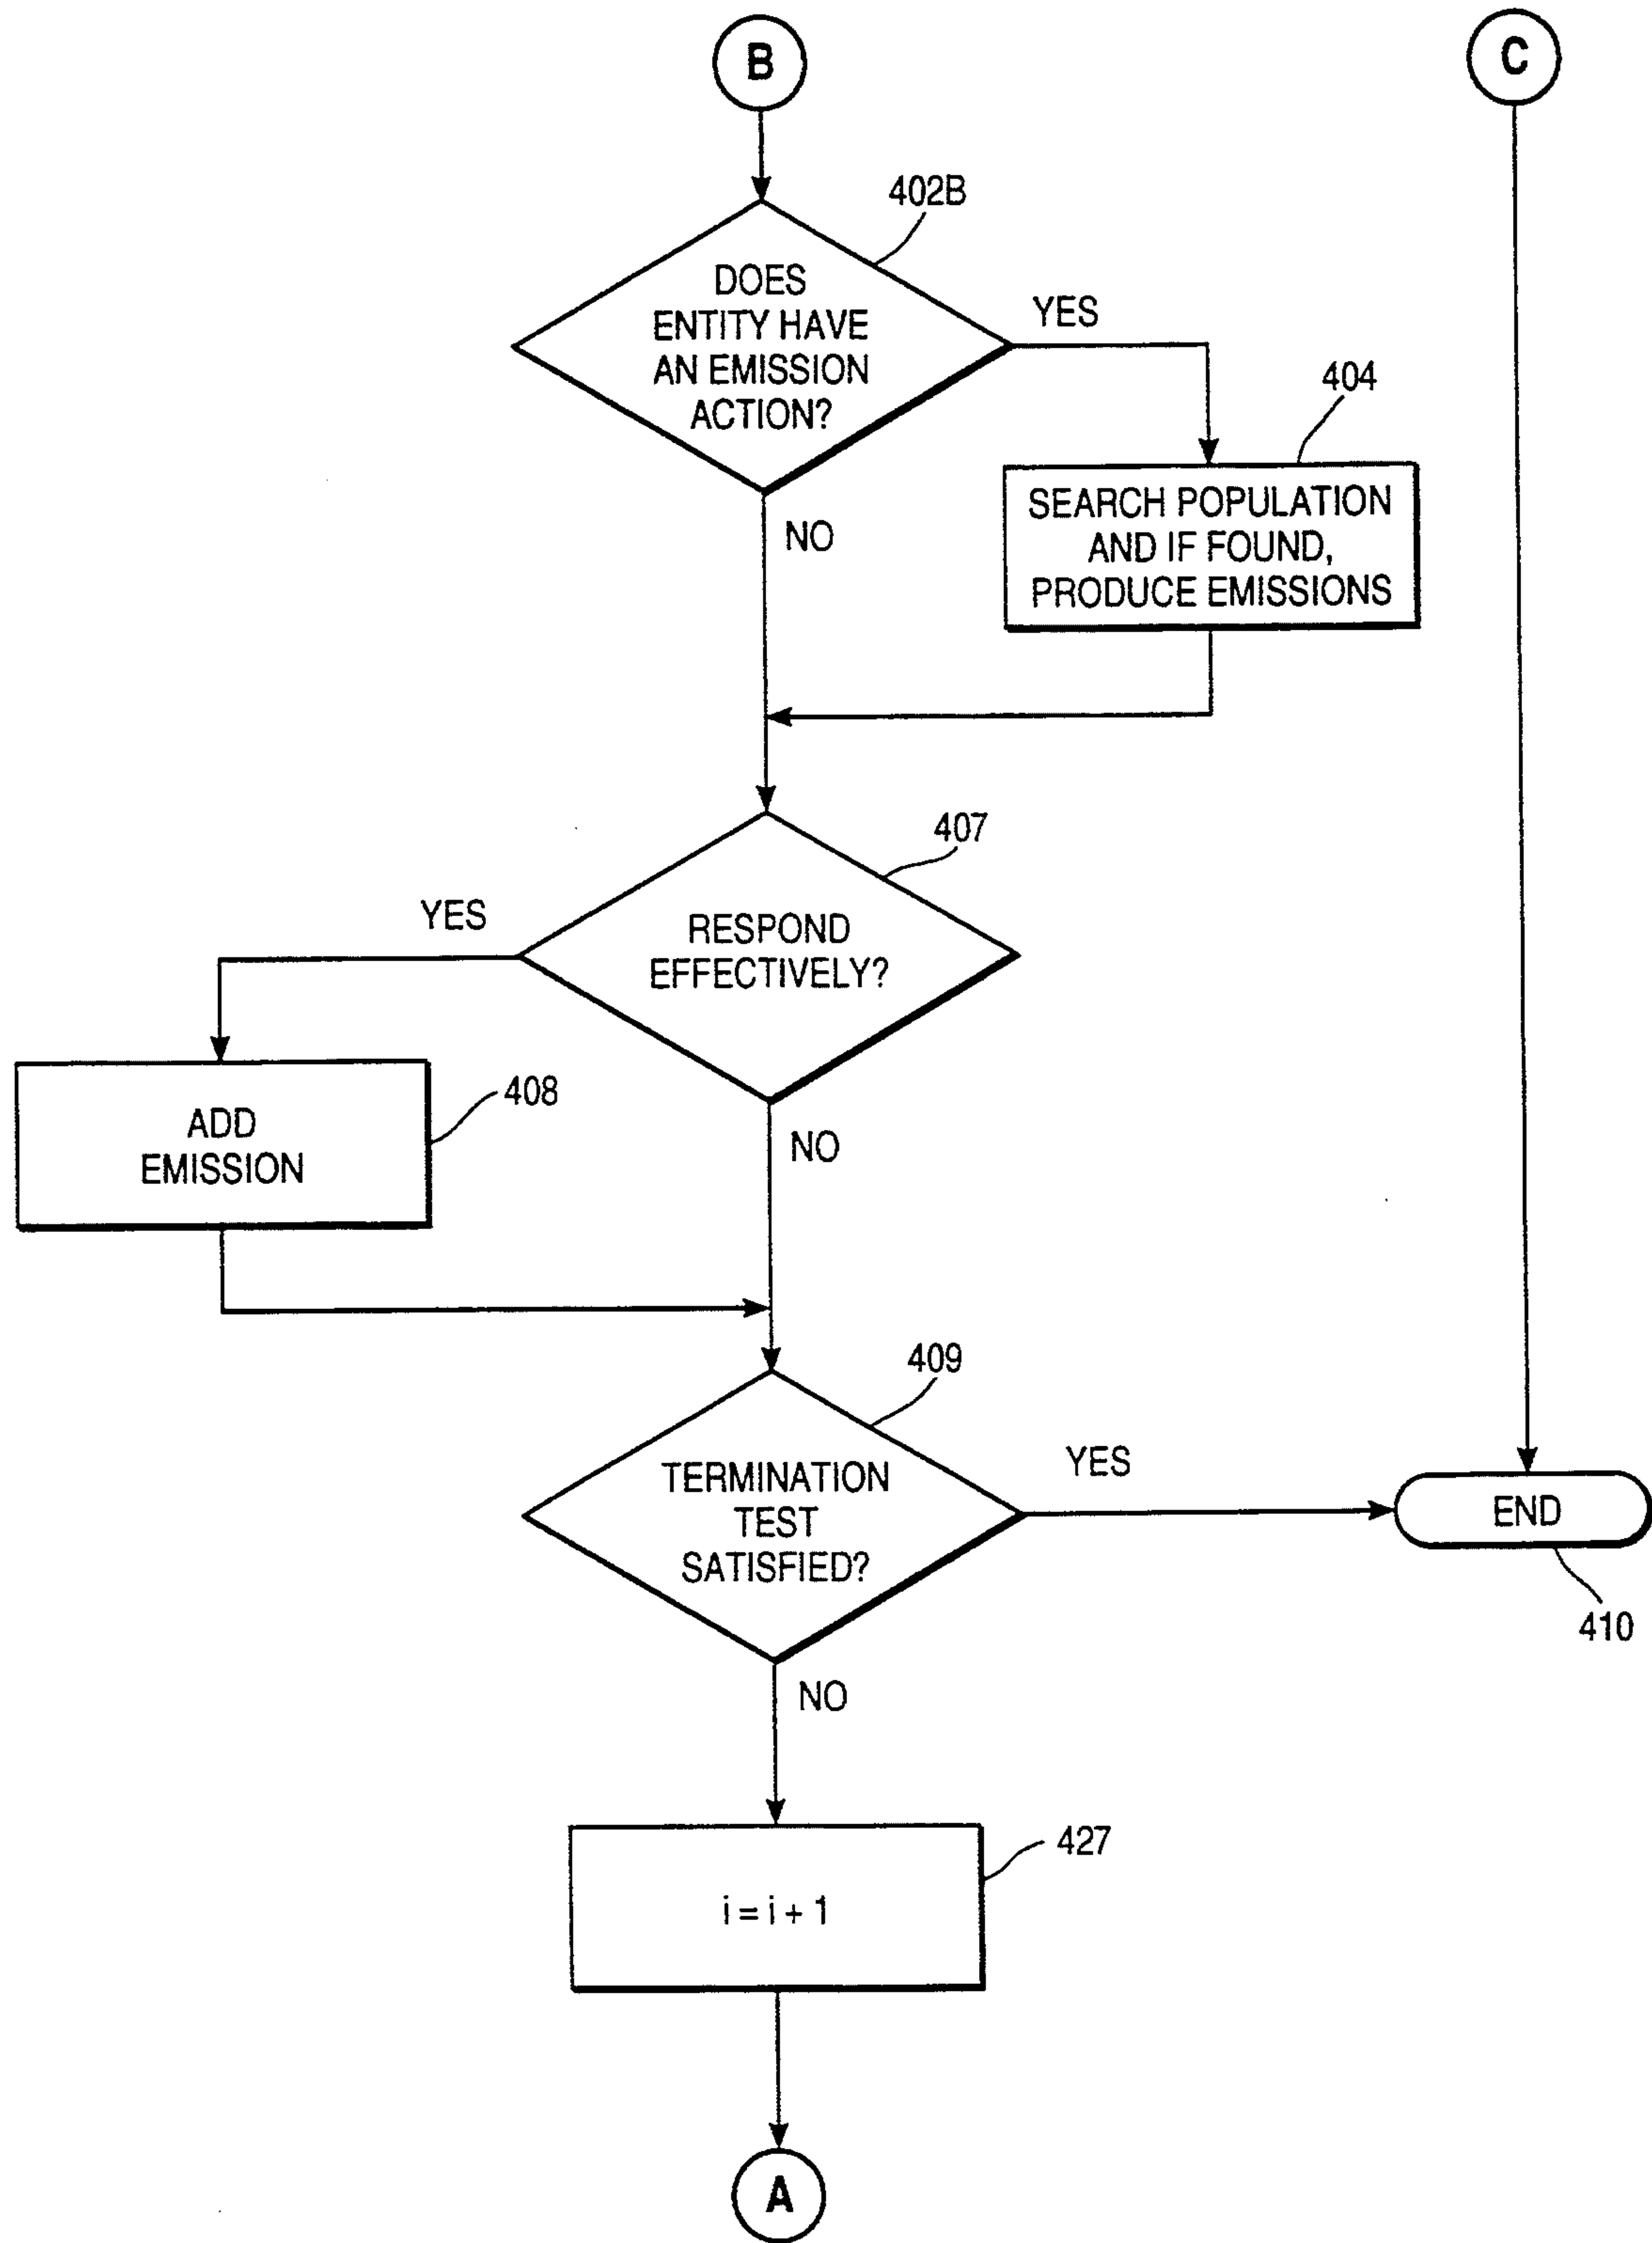 B
C
402B
DOES
ENTITY HAVE
AN EMISSION
ACTION?
YES
404
NO
SEARCH POPULATION
AND IF FOUND,
PRODUCE EMISSIONS
407
YES
RESPOND
EFFECTIVELY?
408
ADD
EMISSION
NO
409
YES
TERMINATION
TEST
SATISFIED?
END
410
NO
427
i = i + 1
A